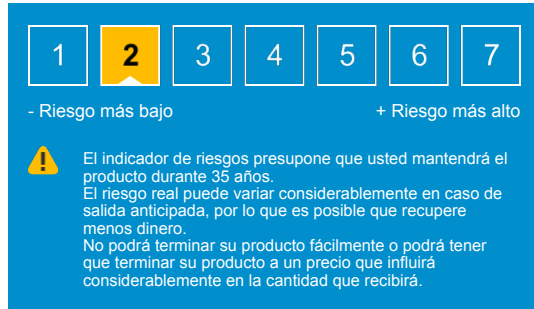 1 2 3 4 5 6 7
- Riesgo más bajo + Riesgo más alto
El indicador de riesgos presupone que usted mantendrá el
producto durante 35 años.
El riesgo real puede variar considerablemente en caso de
salida anticipada, por lo que es posible que recupere
menos dinero.
No podrá terminar su producto fácilmente o podrá tener
que terminar su producto a un precio que influirá
considerablemente en la cantidad que recibirá.